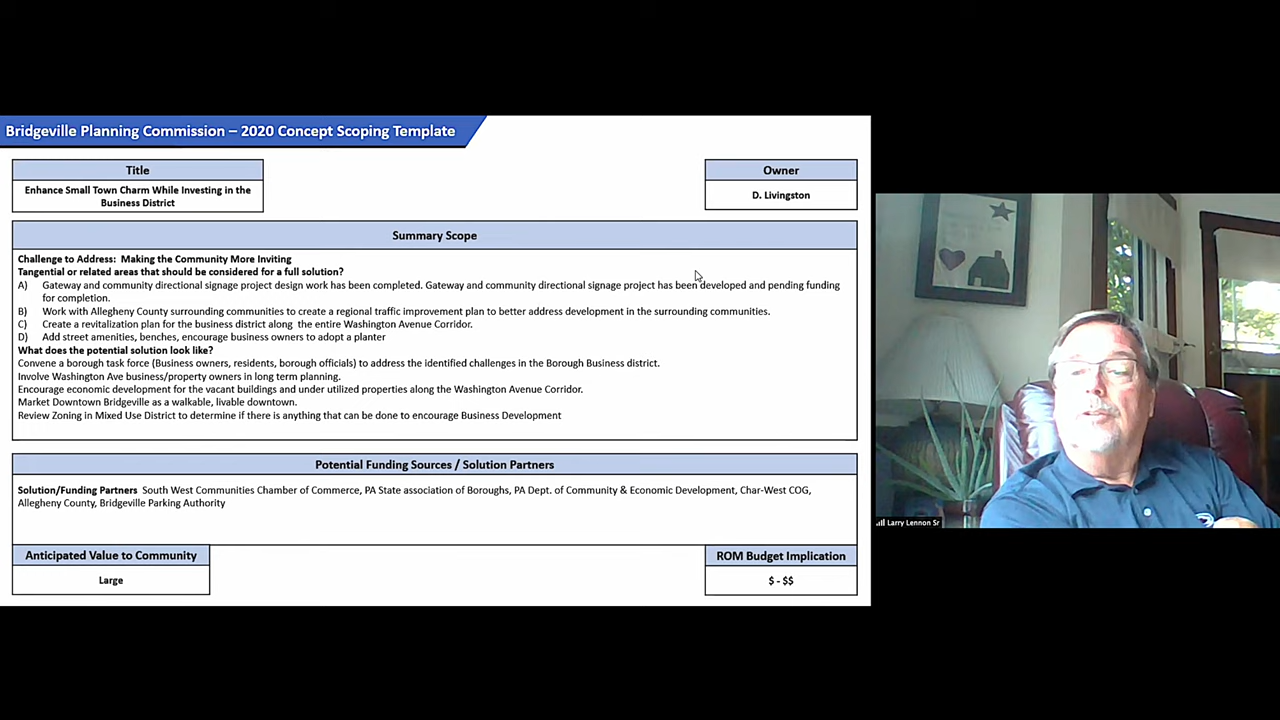 Bridgeville Planning Commission – 2020 Concept Scoping Template
Title
Owner
Enhance Small Town Charm While Investing in the
Business District
D. Livingston
Summary Scope
Challenge to Address: Making the Community More Inviting
Tangential or related areas that should be considered for a full solution?
A) Gateway and community directional signage project design work has been completed. Gateway and community directional signage project has been developed and pending funding
for completion.
B) Work with Allegheny County surrounding communities to create a regional traffic improvement plan to better address development in the surrounding communities.
C) Create a revitalization plan for the business district along the entire Washington Avenue Corridor.
D) Add street amenities, benches, encourage business owners to adopt a planter
What does the potential solution look like?
Convene a borough task force (Business owners, residents, borough officials) to address the identified challenges in the Borough Business district.
Involve Washington Ave business/property owners in long term planning.
Encourage economic development for the vacant buildings and under utilized properties along the Washington Avenue Corridor.
Market Downtown Bridgeville as a walkable, livable downtown.
Review Zoning in Mixed Use District to determine if there is anything that can be done to encourage Business Development
Potential Funding Sources / Solution Partners
Solution/Funding Partners South West Communities Chamber of Commerce, PA State association of Boroughs, PA Dept. of Community & Economic Development, Char-West COG,
Allegheny County, Bridgeville Parking Authority
Anticipated Value to Community
ROM Budget Implication
Large
$ - $$
Larry Lennon Sr